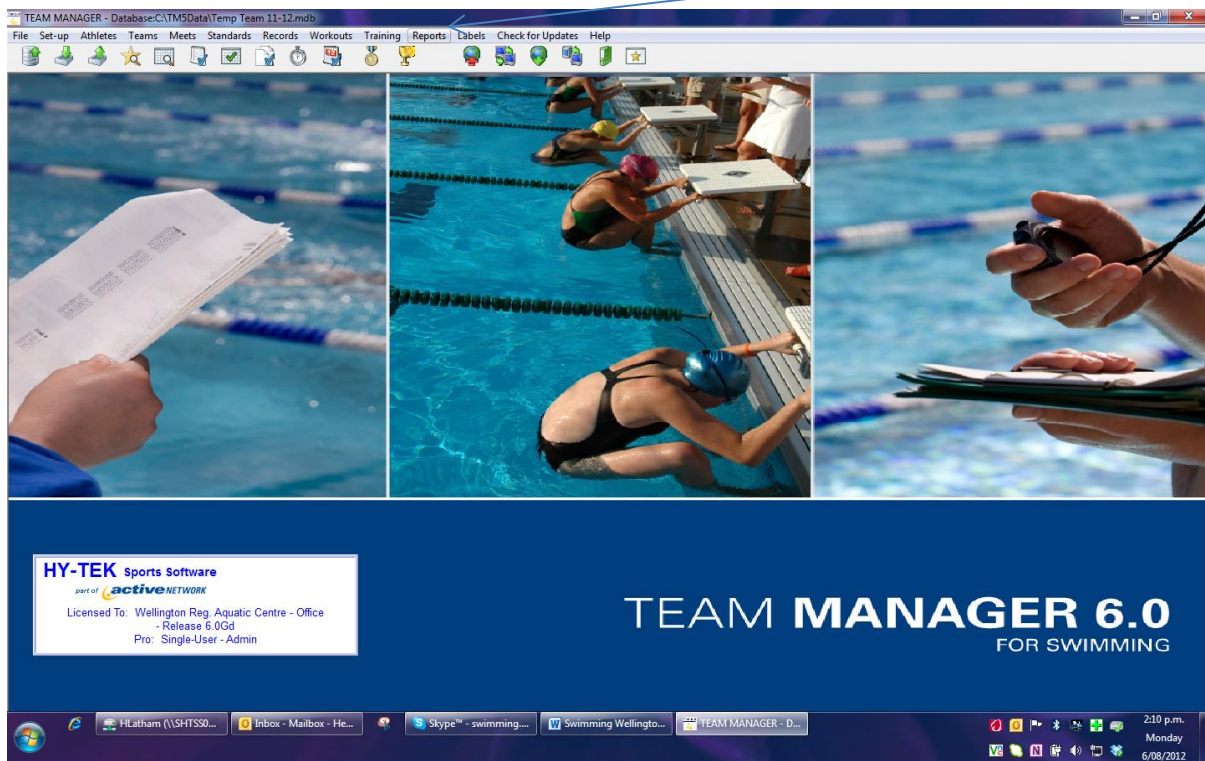 TEAM MANAGER - Database:C:\TM5Data\Temp Team 11-12.mdb
File Set-up Athletes Teams Meets Standards Records Workouts Training Reports Labels Check for Updates Help
HY-TEK Sports Software
part of active NETWORK
Licensed To: Wellington Reg. Aquatic Centre - Office
- Release 6.0Gd
Pro: Single-User - Admin
TEAM MANAGER 6.0
FOR SWIMMING
HLatham (\\SHTSS0...
Inbox - Mailbox - He...
Skype™ - swimming....
Swimming Wellingto...
TEAM MANAGER - D...
2:10 p.m.
Monday
6/08/2012